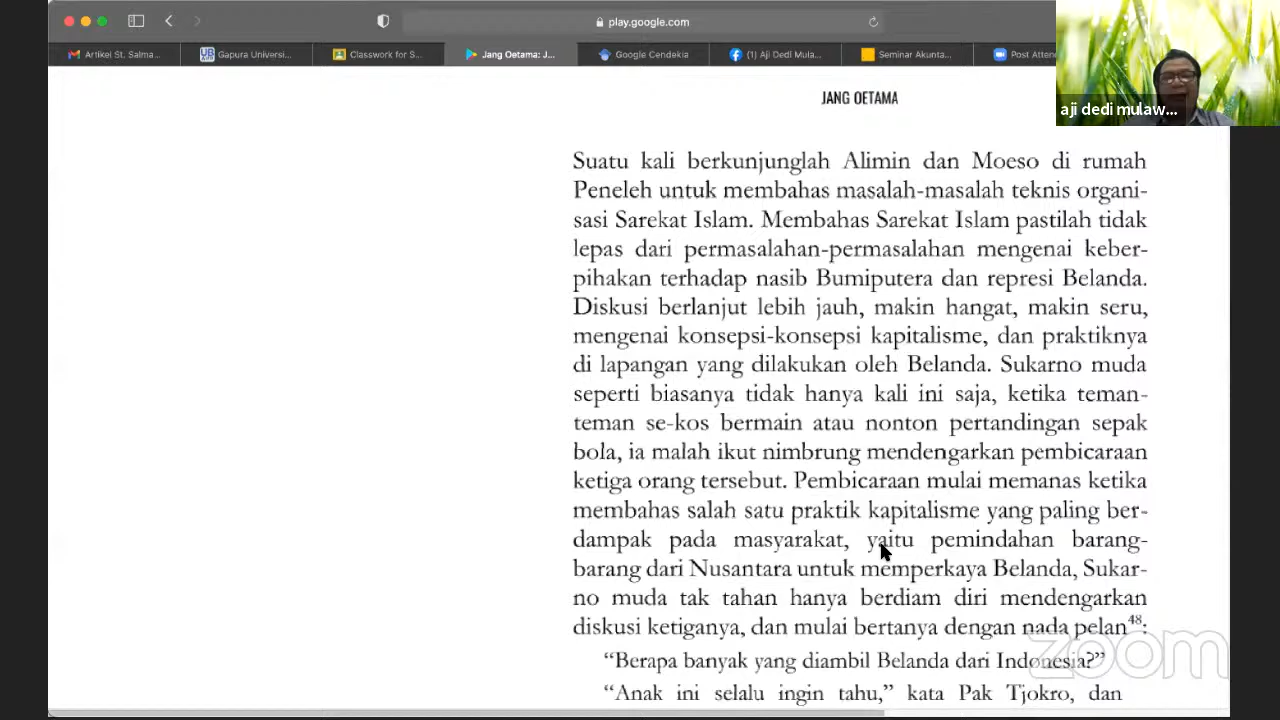 play.google.com
Artikel St. Salma...
Gapura Universi...
Classwork for S...
Jang Oetama: J...
Google Cendekia
(1) Aji Dedi Mula...
Seminar Akunta...
Post Atten
aji dedi mulaw...
JANG OETAMA
Suatu kali berkunjunglah Alimin dan Moeso di rumah
Peneleh untuk membahas masalah-masalah teknis organi-
sasi Sarekat Islam. Membahas Sarekat Islam pastilah tidak
lepas dari permasalahan-permasalahan mengenai keber-
pihakan terhadap nasib Bumiputera dan represi Belanda.
Diskusi berlanjut lebih jauh, makin hangat, makin seru,
mengenai konsepsi-konsepsi kapitalisme, dan praktiknya
di lapangan yang dilakukan oleh Belanda. Sukarno muda
seperti biasanya tidak hanya kali ini saja, ketika teman-
teman se-kos bermain atau nonton pertandingan sepak
bola, ia malah ikut nimbrung mendengarkan pembicaraan
ketiga orang tersebut. Pembicaraan mulai memanas ketika
membahas salah satu praktik kapitalisme yang paling ber-
dampak pada masyarakat, yaitu pemindahan barang-
barang dari Nusantara untuk memperkaya Belanda, Sukar-
no muda tak tahan hanya berdiam diri mendengarkan
diskusi ketiganya, dan mulai bertanya dengan nada pelan48:
“Berapa banyak yang diambil Belanda dari Indonesia?”
“Anak ini selalu ingin tahu,” kata Pak Tjokro, dan
zoom